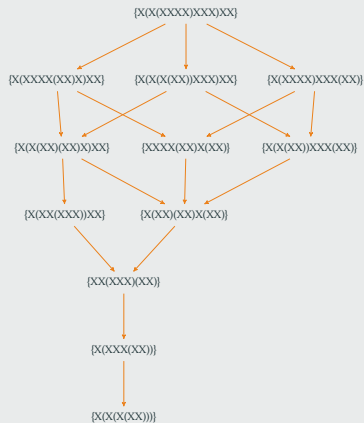 {X(X(XXXX)XXX)XX}
{X(XXXX(XX)X)XX} {X(X(X(XX))XXX)XX} {X(XXXX)XXX(XX)}
{X(X(XX)(XX)X)XX} {XXXX(XX)X(XX)} {X(X(XX))XXX(XX)}
{X(XX(XXX))XX} {X(XX)(XX)X(XX)}
{XX(XXX)(XX)}
{X(XXX(XX))}
{X(X(X(XX)))}